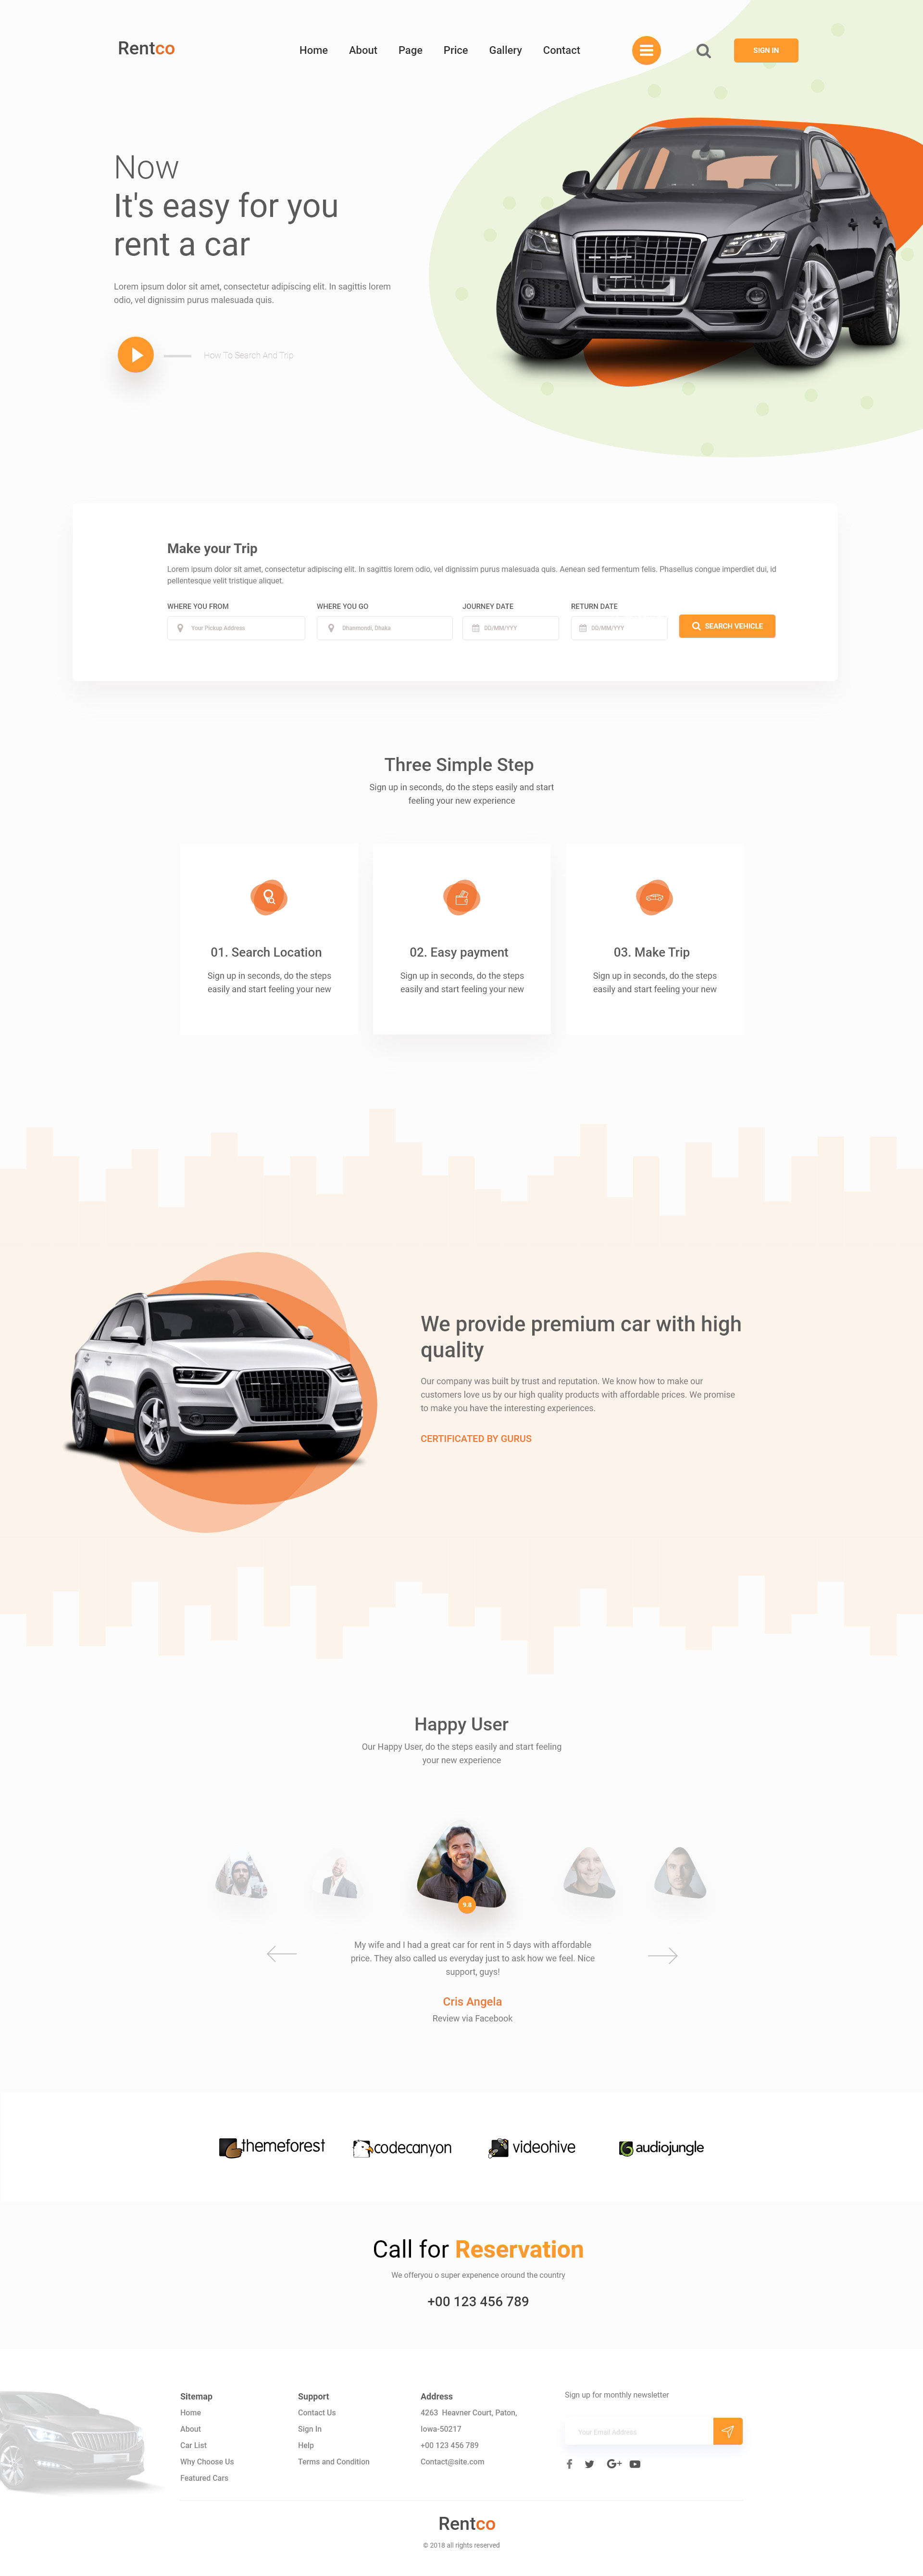 Rentco
Home About Page Price Gallery Contact
SIGN IN
Now
It's easy for you
rent a car
Lorem ipsum dolor sit amet, consectetur adipiscing elit. In sagittis lorem
odio, vel dignissim purus malesuada quis.
How To Search And Trip
Make your Trip
Lorem ipsum dolor sit amet, consectetur adipiscing elit. In sagittis lorem odio, vel dignissim purus malesuada quis. Aenean sed fermentum felis. Phasellus congue imperdiet dui, id
pellentesque velit tristique aliquet.
WHERE YOU FROM WHERE YOU GO JOURNEY DATE RETURN DATE
Your Pickup Address Dhanmondi, Dhaka DD/MM/YYY DD/MM/YYY SEARCH VEHICLE
Three Simple Step
Sign up in seconds, do the steps easily and start
feeling your new experience
01. Search Location
Sign up in seconds, do the steps
easily and start feeling your new
02. Easy payment
Sign up in seconds, do the steps
easily and start feeling your new
03. Make Trip
Sign up in seconds, do the steps
easily and start feeling your new
We provide premium car with high
quality
Our company was built by trust and reputation. We know how to make our
customers love us by our high quality products with affordable prices. We promise
to make you have the interesting experiences.
CERTIFICATED BY GURUS
Happy User
Our Happy User, do the steps easily and start feeling
your new experience
9.8
My wife and I had a great car for rent in 5 days with affordable
price. They also called us everyday just to ask how we feel. Nice
support, guys!
Cris Angela
Review via Facebook
themeforest codecanyon videohive audiojungle
Call for Reservation
We offeryou o super expenence oround the country
+00 123 456 789
Sitemap
Home
About
Car List
Why Choose Us
Featured Cars
Support
Contact Us
Sign In
Help
Terms and Condition
Address
4263 Heavner Court, Paton,
Iowa-50217
+00 123 456 789
Contact@site.com
Sign up for monthly newsletter
Your Email Address
Rentco
© 2018 all rights reserved